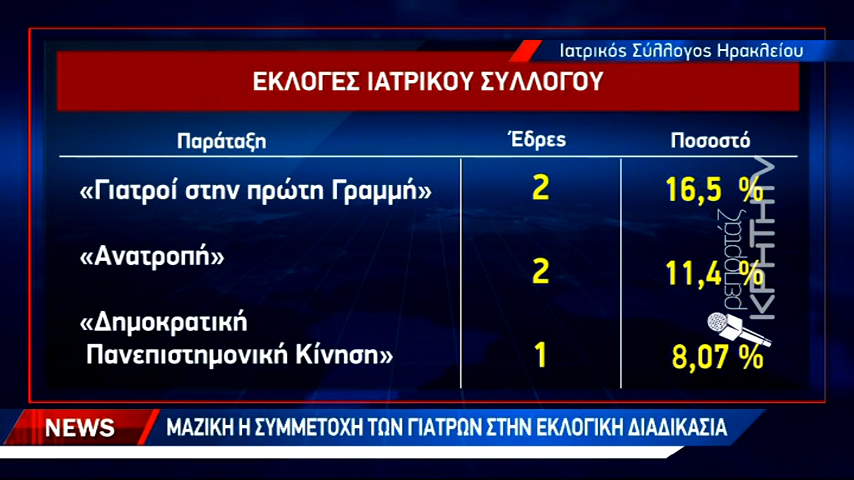 Ιατρικός Σύλλογος Ηρακλείου
ΕΚΛΟΓΕΣ ΙΑΤΡΙΚΟΥ ΣΥΛΛΟΓΟΥ
Παράταξη Έδρες Ποσοστό
«Γιατροί στην πρώτη Γραμμή» 2 16,5 %
«Ανατροπή» 2 11,4 %
«Δημοκρατική
Πανεπιστημονική Κίνηση» 1 8,07 %
ρεπορτάζ
ΚΡΗΤΗ TV
NEWS ΜΑΖΙΚΗ Η ΣΥΜΜΕΤΟΧΗ ΤΩΝ ΓΙΑΤΡΩΝ ΣΤΗΝ ΕΚΛΟΓΙΚΗ ΔΙΑΔΙΚΑΣΙΑ